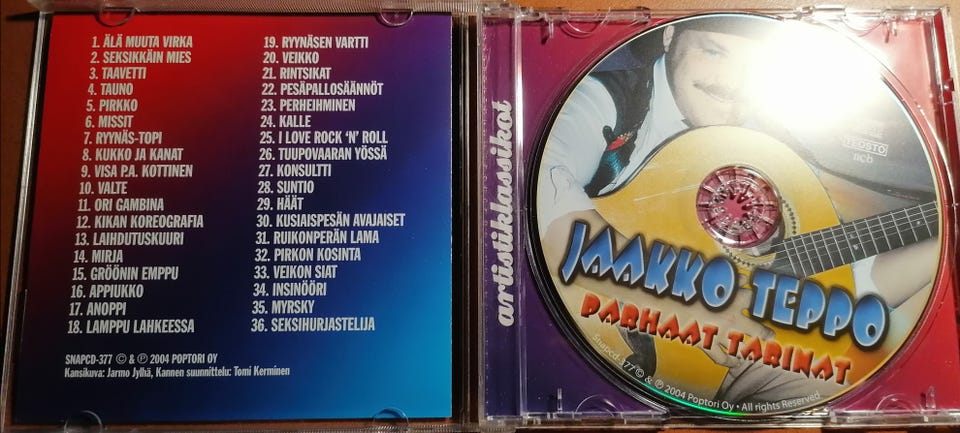 1. ÄLÄ MUUTA VIRKA
2. SEKSIKKÄIN MIES
3. TAAVETTI
4. TAUNO
5. PIRKKO
6. MISSIT
7. RYYNÄS-TOPI
8. KUKKO JA KANAT
9. VISA P.A. KOTTINEN
10. VALTE
11. ORI GAMBINA
12. KIKAN KOREOGRAFIA
13. LAIHDUTUSKUURI
14. MIRJA
15. GRÖÖNIN EMPPU
16. APPIUKKO
17. ANOPPI
18. LAMPPU LAHKEESSA
19. RYYNÄSEN VARTTI
20. VEIKKO
21. RINTSIKAT
22. PESÄPALLOSÄÄNNÖT
23. PERHEIHMINEN
24. KALLE
25. I LOVE ROCK 'N' ROLL
26. TUUPOVAARAN YÖSSÄ
27. KONSULTTI
28. SUNTIO
29. HÄÄT
30. KUSIAISPESÄN AVAJAISET
31. RUIKONPERÄN LAMA
32. PIRKON KOSINTA
33. VEIKON SIAT
34. INSINÖÖRI
35. MYRSKY
36. SEKSIHURJASTELIJA
SNAPCD-377 © & ℗ 2004 POPTORI OY
Kansikuva: Jarmo Jylhä, Kannen suunnittelu: Tomi Kerminen
artistiklassikot
TEOSTO
ncb
JAAKKO TEPPO
PARHAAT TARINAT
Snapcd-377 © & ℗ 2004 Poptori Oy • All rights Reserved